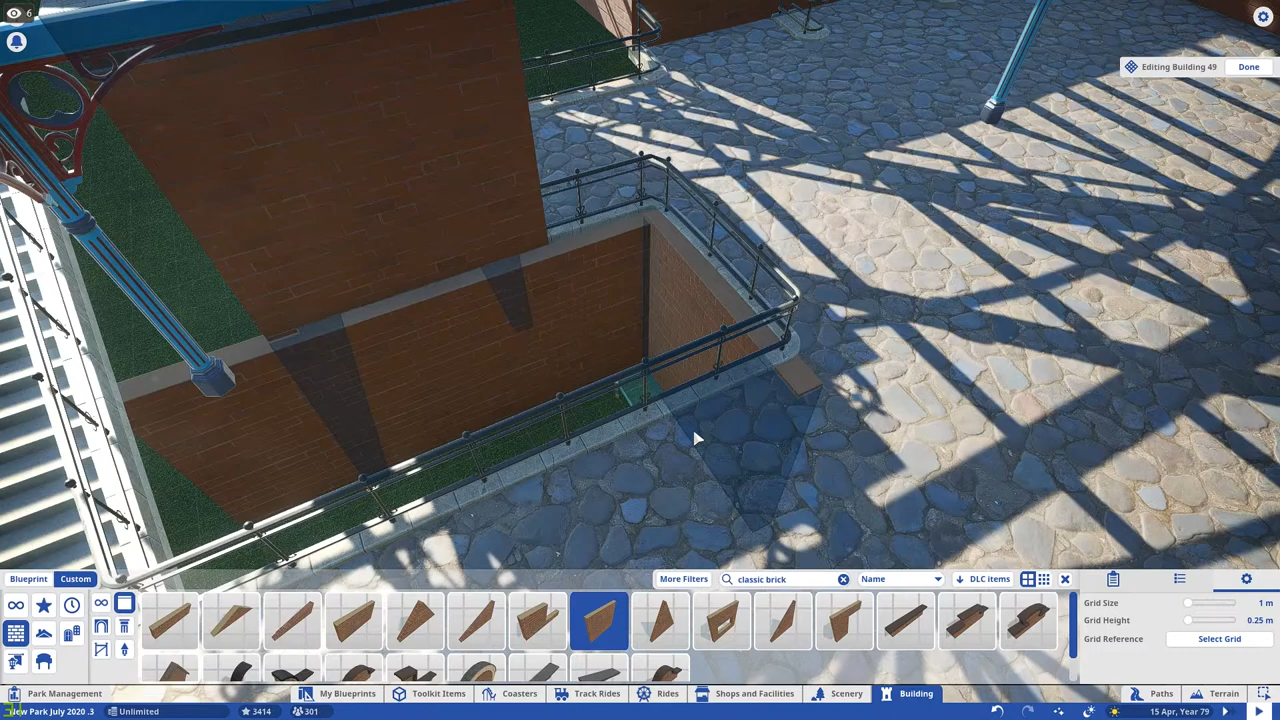 6
Editing Building 49 Done
Blueprint Custom More Filters classic brick Name DLC items
Grid Size 1 m
Grid Height 0.25 m
Grid Reference Select Grid
Park Management My Blueprints Toolkit Items Coasters Track Rides Rides Shops and Facilities Scenery Building Paths Terrain
New Park July 2020 .3 Unlimited 3414 301 15 Apr, Year 79